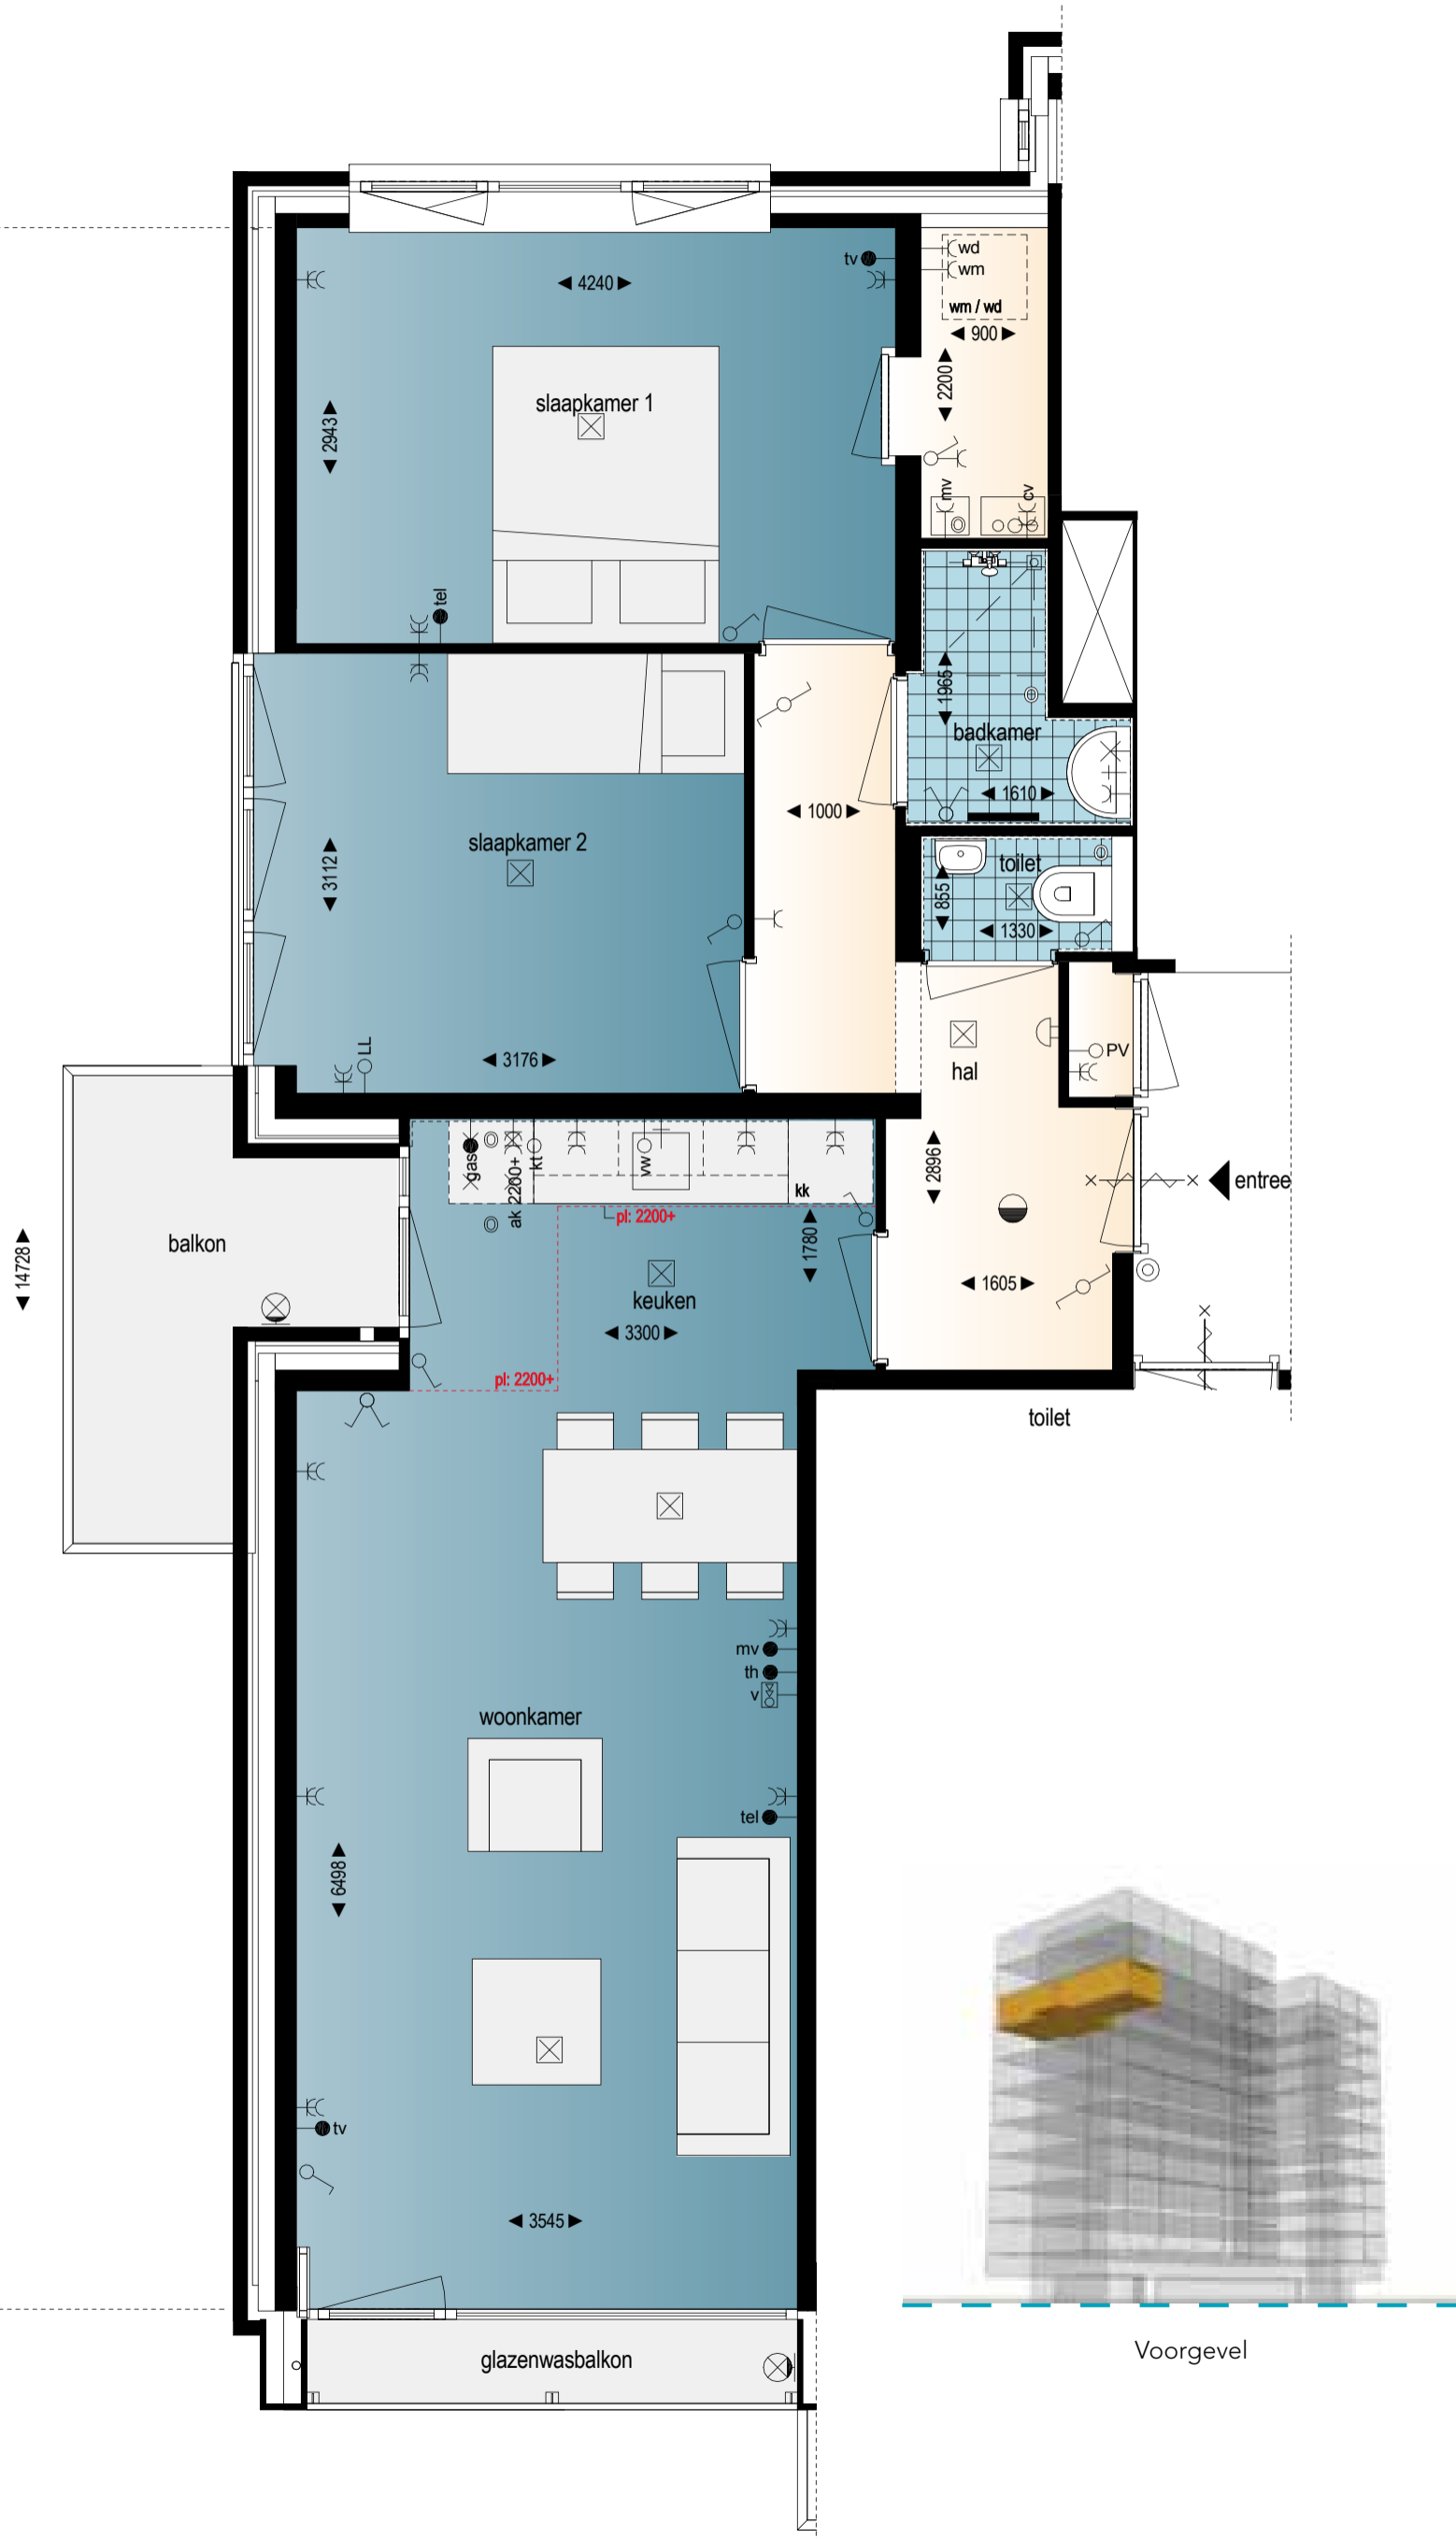 tv
wd
wm
wm / wd
4240
900
2200
slaapkamer 1
2943
mv
cv
tel
1965
badkamer
1610
1000
slaapkamer 2
3112
toilet
855
1330
LL
3176
hal
PV
gas
ak 2200+
kt
vw
kk
2896
entree
pl: 2200+
1780
balkon
14728
keuken
3300
1605
pl: 2200+
toilet
mv
th
v
woonkamer
tel
6498
tv
3545
glazenwasbalkon
Voorgevel